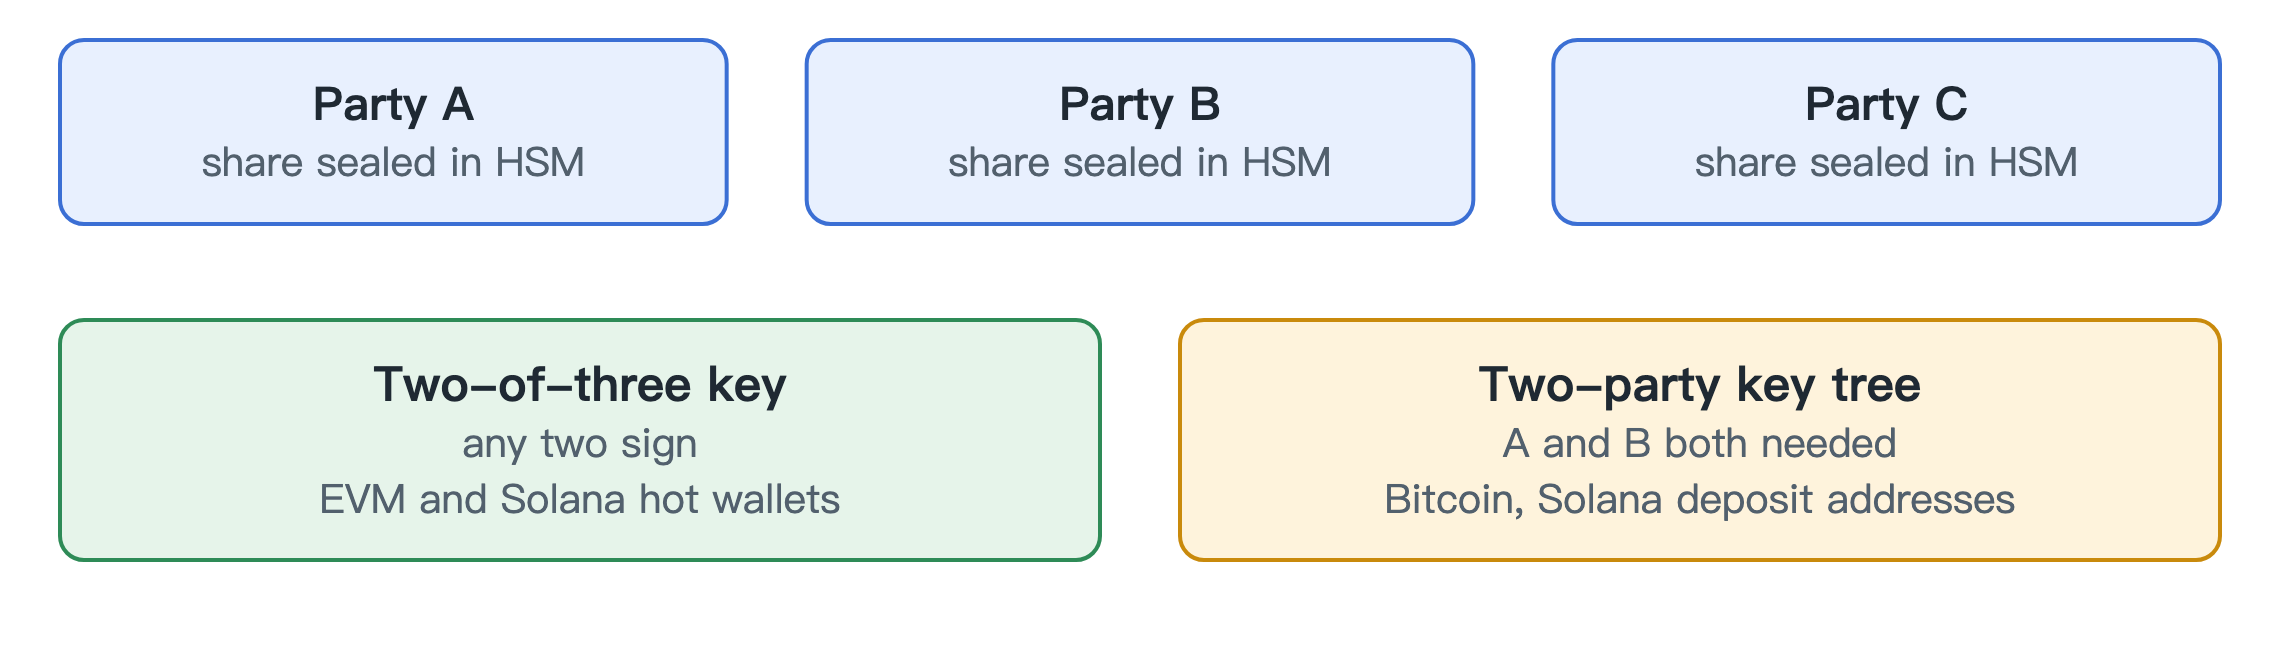 Party A
share sealed in HSM
Party B
share sealed in HSM
Party C
share sealed in HSM
Two–of–three key
any two sign
EVM and Solana hot wallets
Two–party key tree
A and B both needed
Bitcoin, Solana deposit addresses